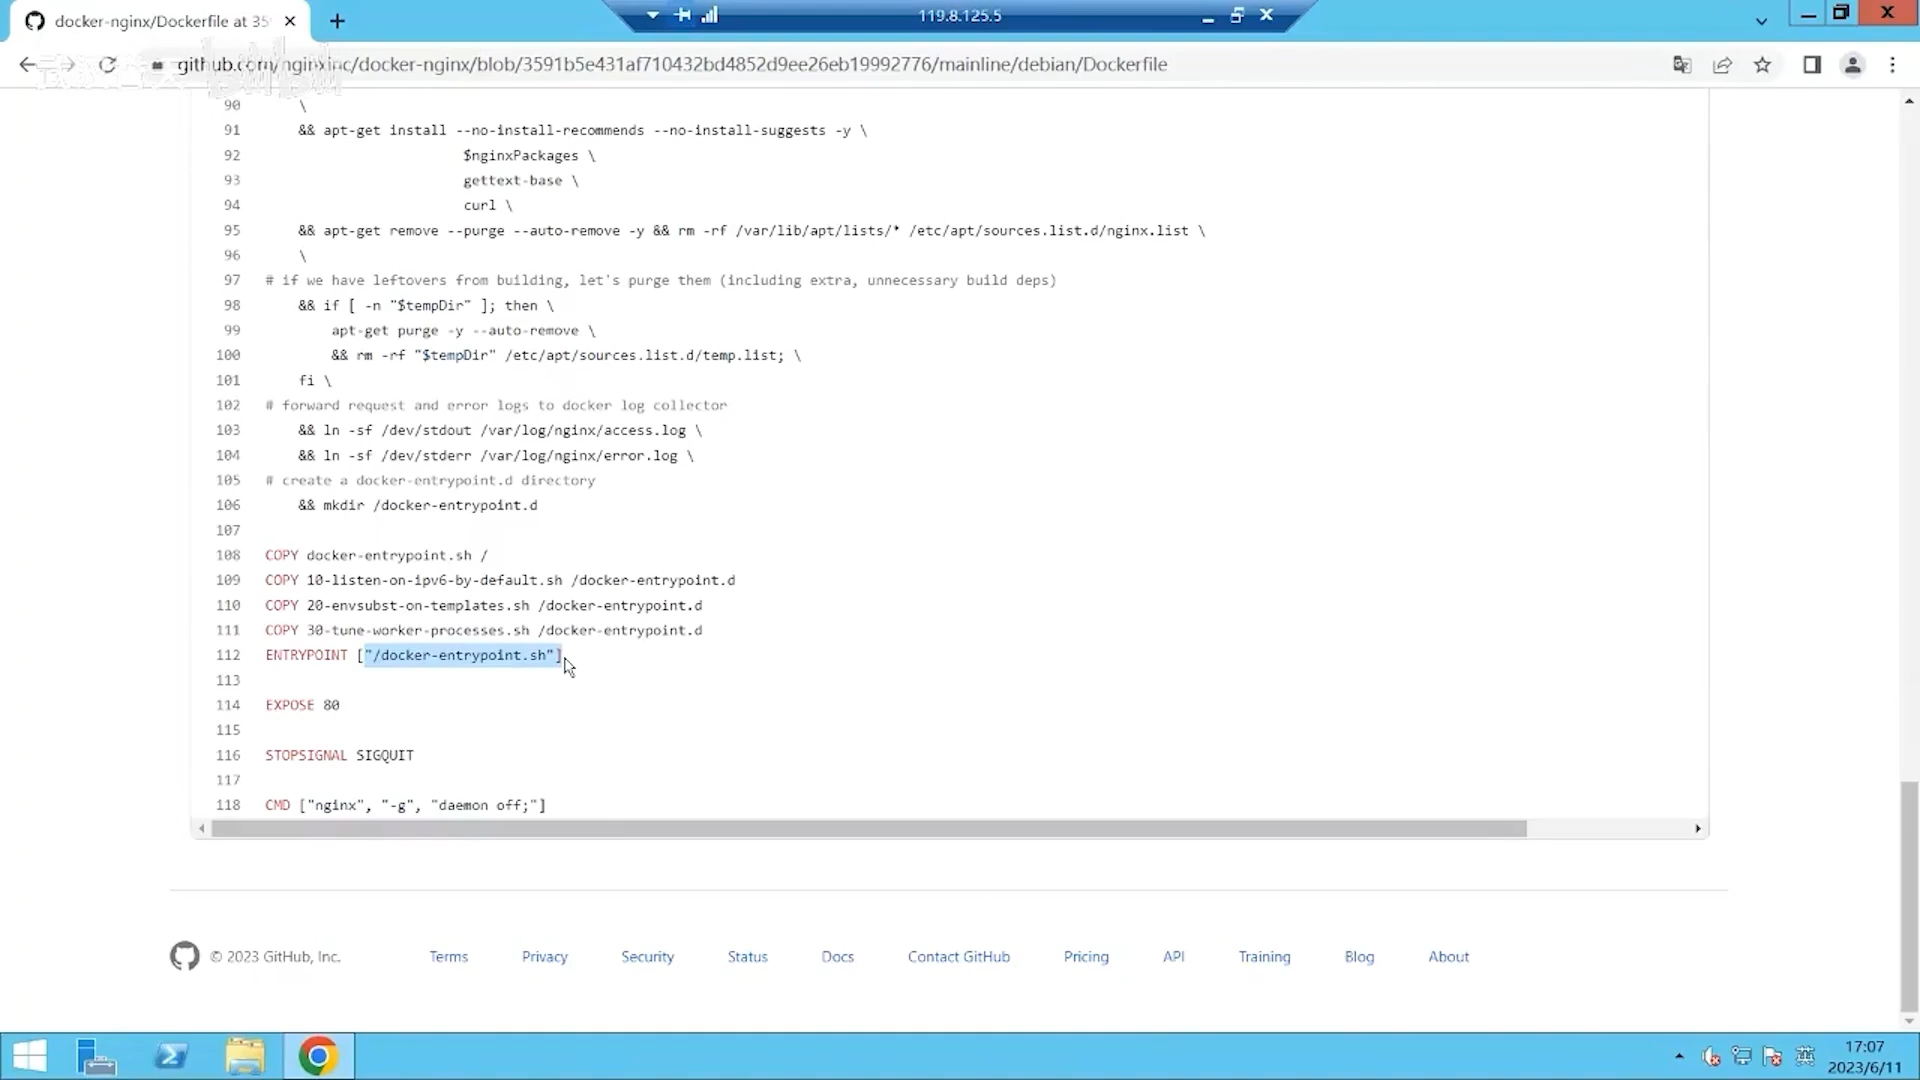 docker-nginx/Dockerfile at 35
119.8.125.5
github.com/nginxinc/docker-nginx/blob/3591b5e431af710432bd4852d9ee26eb19992776/mainline/debian/Dockerfile
90 \
91 && apt-get install --no-install-recommends --no-install-suggests -y \
92 $nginxPackages \
93 gettext-base \
94 curl \
95 && apt-get remove --purge --auto-remove -y && rm -rf /var/lib/apt/lists/* /etc/apt/sources.list.d/nginx.list \
96 \
97 # if we have leftovers from building, let's purge them (including extra, unnecessary build deps)
98 && if [ -n "$tempDir" ]; then \
99 apt-get purge -y --auto-remove \
100 && rm -rf "$tempDir" /etc/apt/sources.list.d/temp.list; \
101 fi \
102 # forward request and error logs to docker log collector
103 && ln -sf /dev/stdout /var/log/nginx/access.log \
104 && ln -sf /dev/stderr /var/log/nginx/error.log \
105 # create a docker-entrypoint.d directory
106 && mkdir /docker-entrypoint.d
107
108 COPY docker-entrypoint.sh /
109 COPY 10-listen-on-ipv6-by-default.sh /docker-entrypoint.d
110 COPY 20-envsubst-on-templates.sh /docker-entrypoint.d
111 COPY 30-tune-worker-processes.sh /docker-entrypoint.d
112 ENTRYPOINT ["/docker-entrypoint.sh"]
113
114 EXPOSE 80
115
116 STOPSIGNAL SIGQUIT
117
118 CMD ["nginx", "-g", "daemon off;"]
© 2023 GitHub, Inc. Terms Privacy Security Status Docs Contact GitHub Pricing API Training Blog About
17:07
2023/6/11